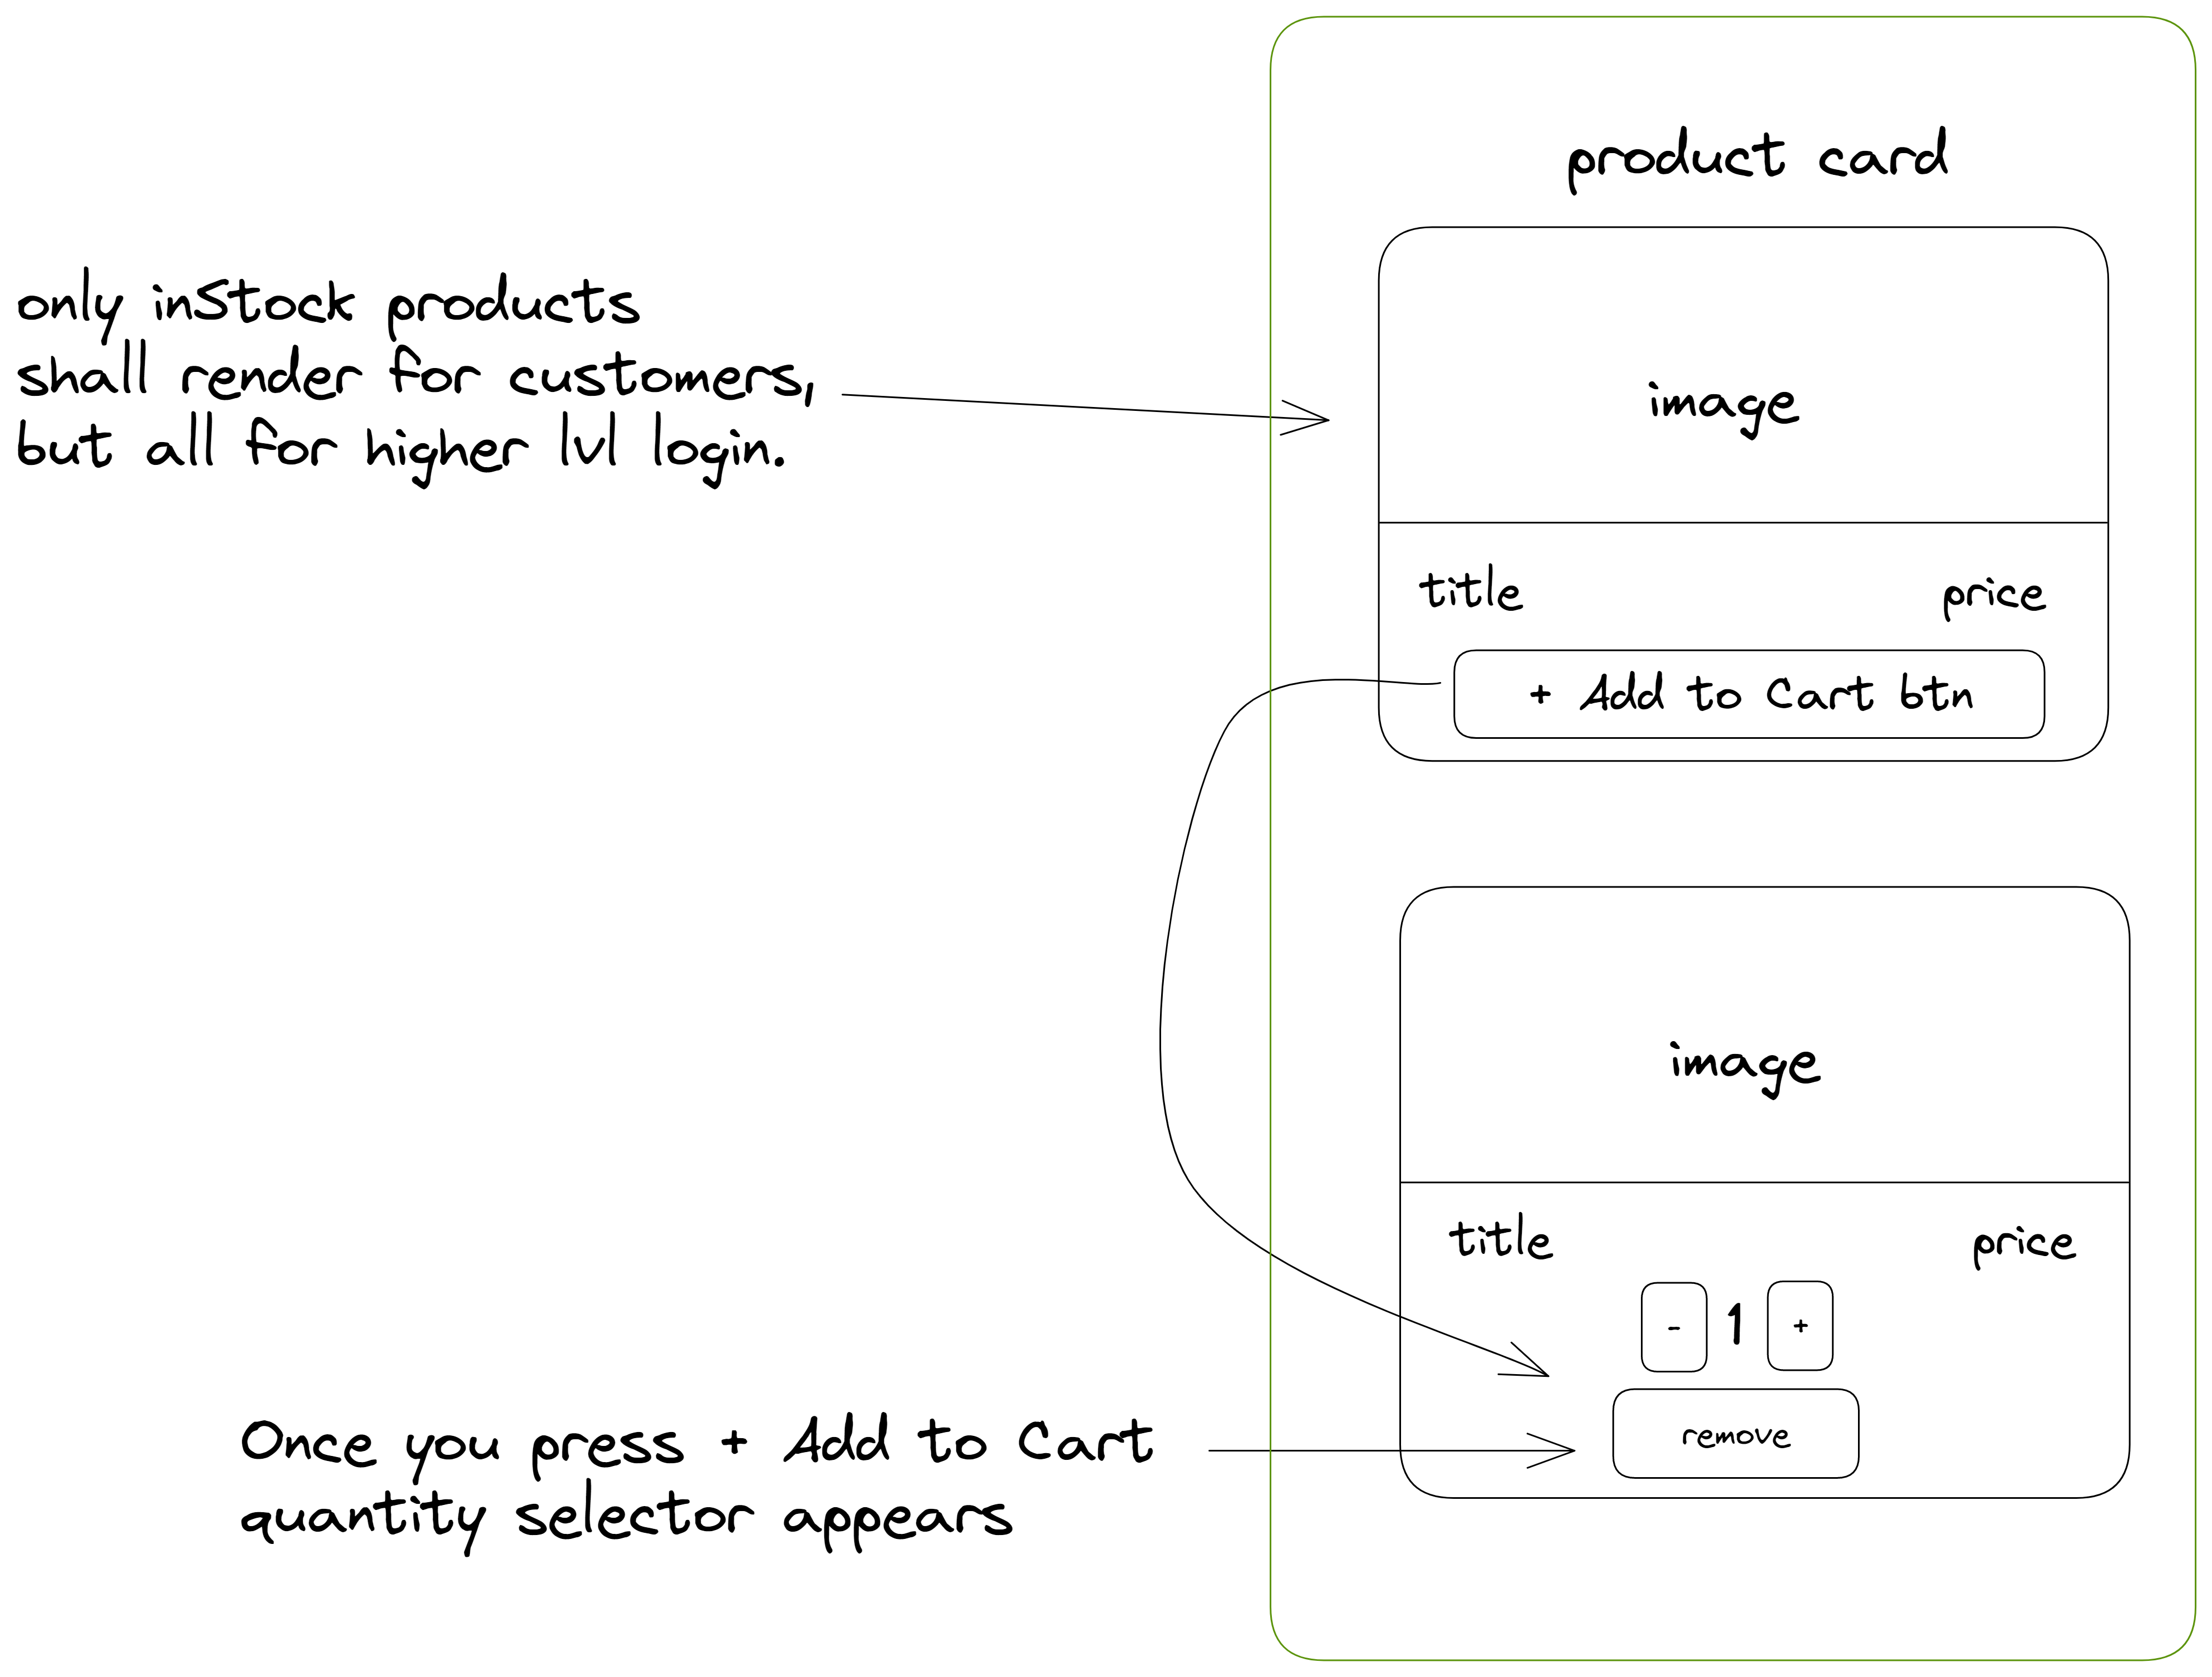 product card
only inStock products
shall render for customers,
but all for higher lvl login.
image
title price
+ Add to Cart btn
image
title price
- 1 +
remove
Once you press + Add to Cart
quantity selector appears